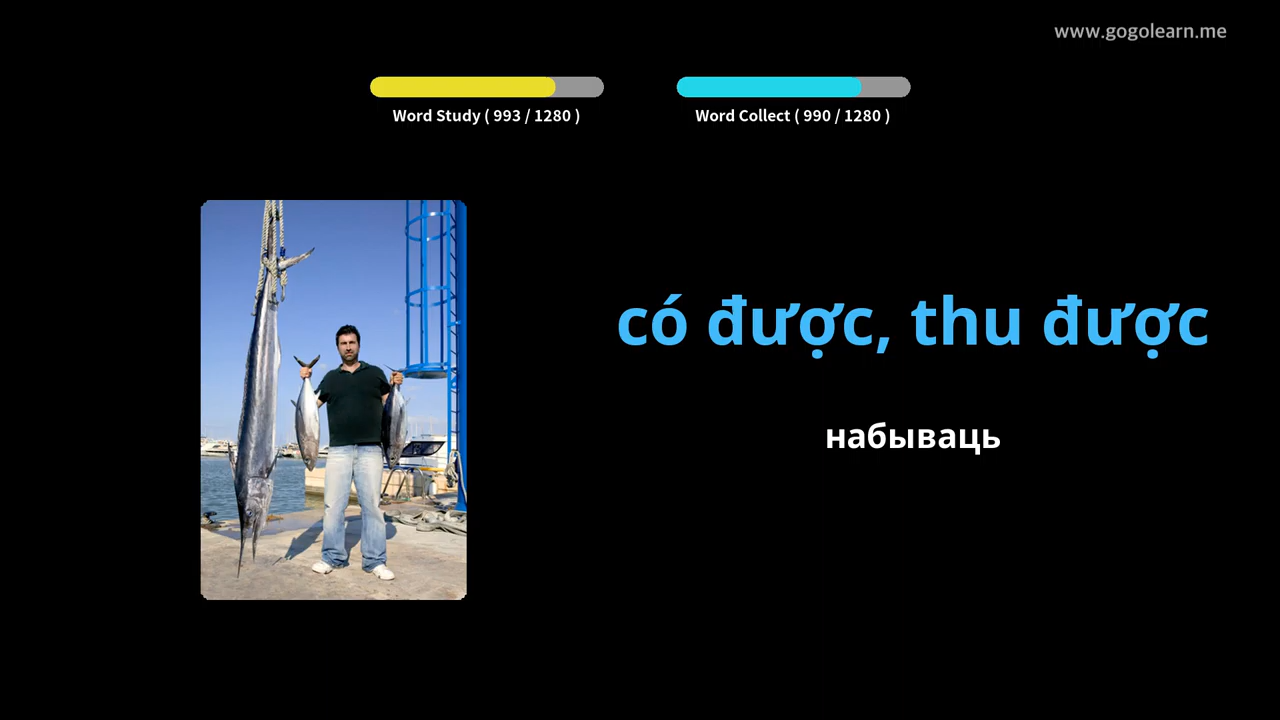 www.gogolearn.me
Word Study ( 993 / 1280 )
Word Collect ( 990 / 1280 )
có được, thu được
набываць